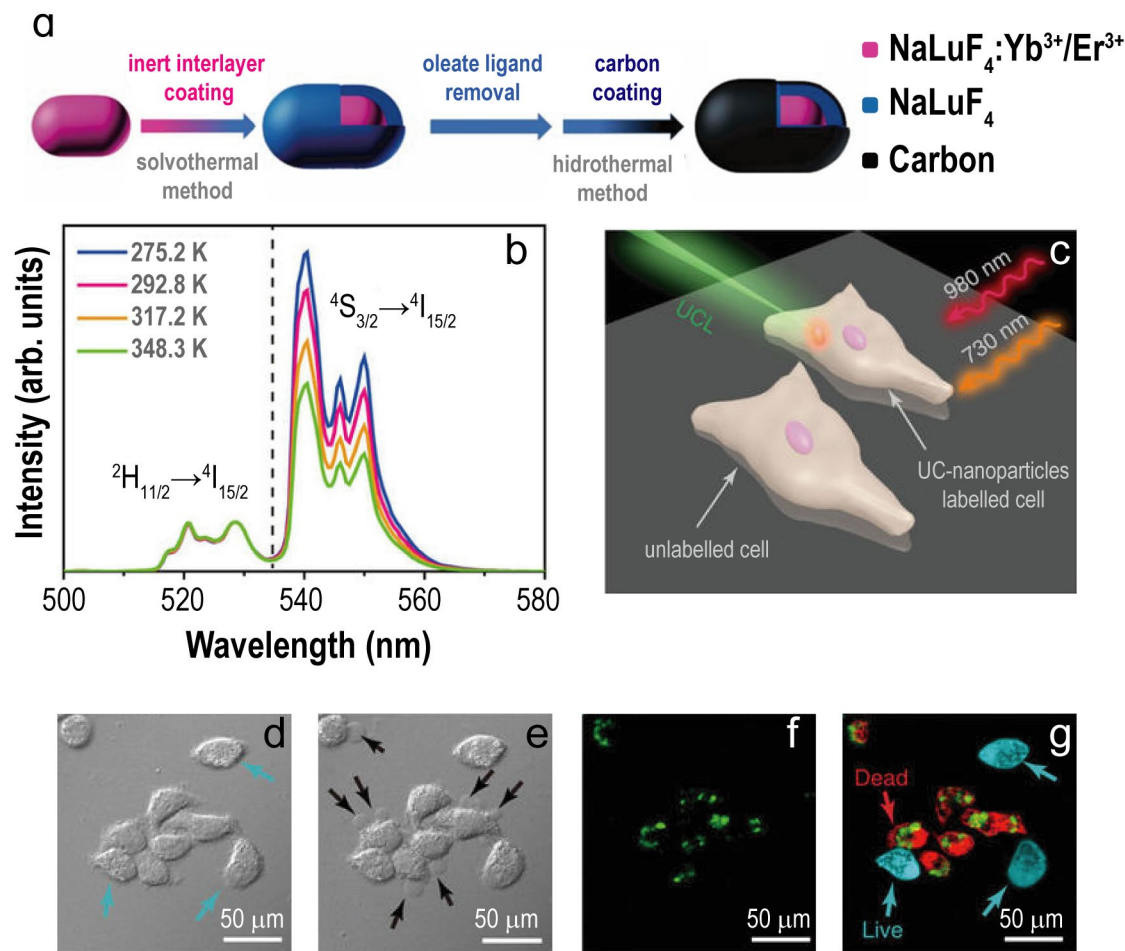 a
inert interlayer
coating
solvothermal
method
oleate ligand
removal
carbon
coating
hidrothermal
method
NaLuF₄:Yb³⁺/Er³⁺
NaLuF₄
Carbon
b
275.2 K
292.8 K
317.2 K
348.3 K
⁴S₃/₂→⁴I₁₅/₂
²H₁₁/₂→⁴I₁₅/₂
Intensity (arb. units)
500 520 540 560 580
Wavelength (nm)
c
UCL
980 nm
730 nm
UC-nanoparticles
labelled cell
unlabelled cell
d
50 µm
e
50 µm
f
50 µm
g
Dead
Live
50 µm